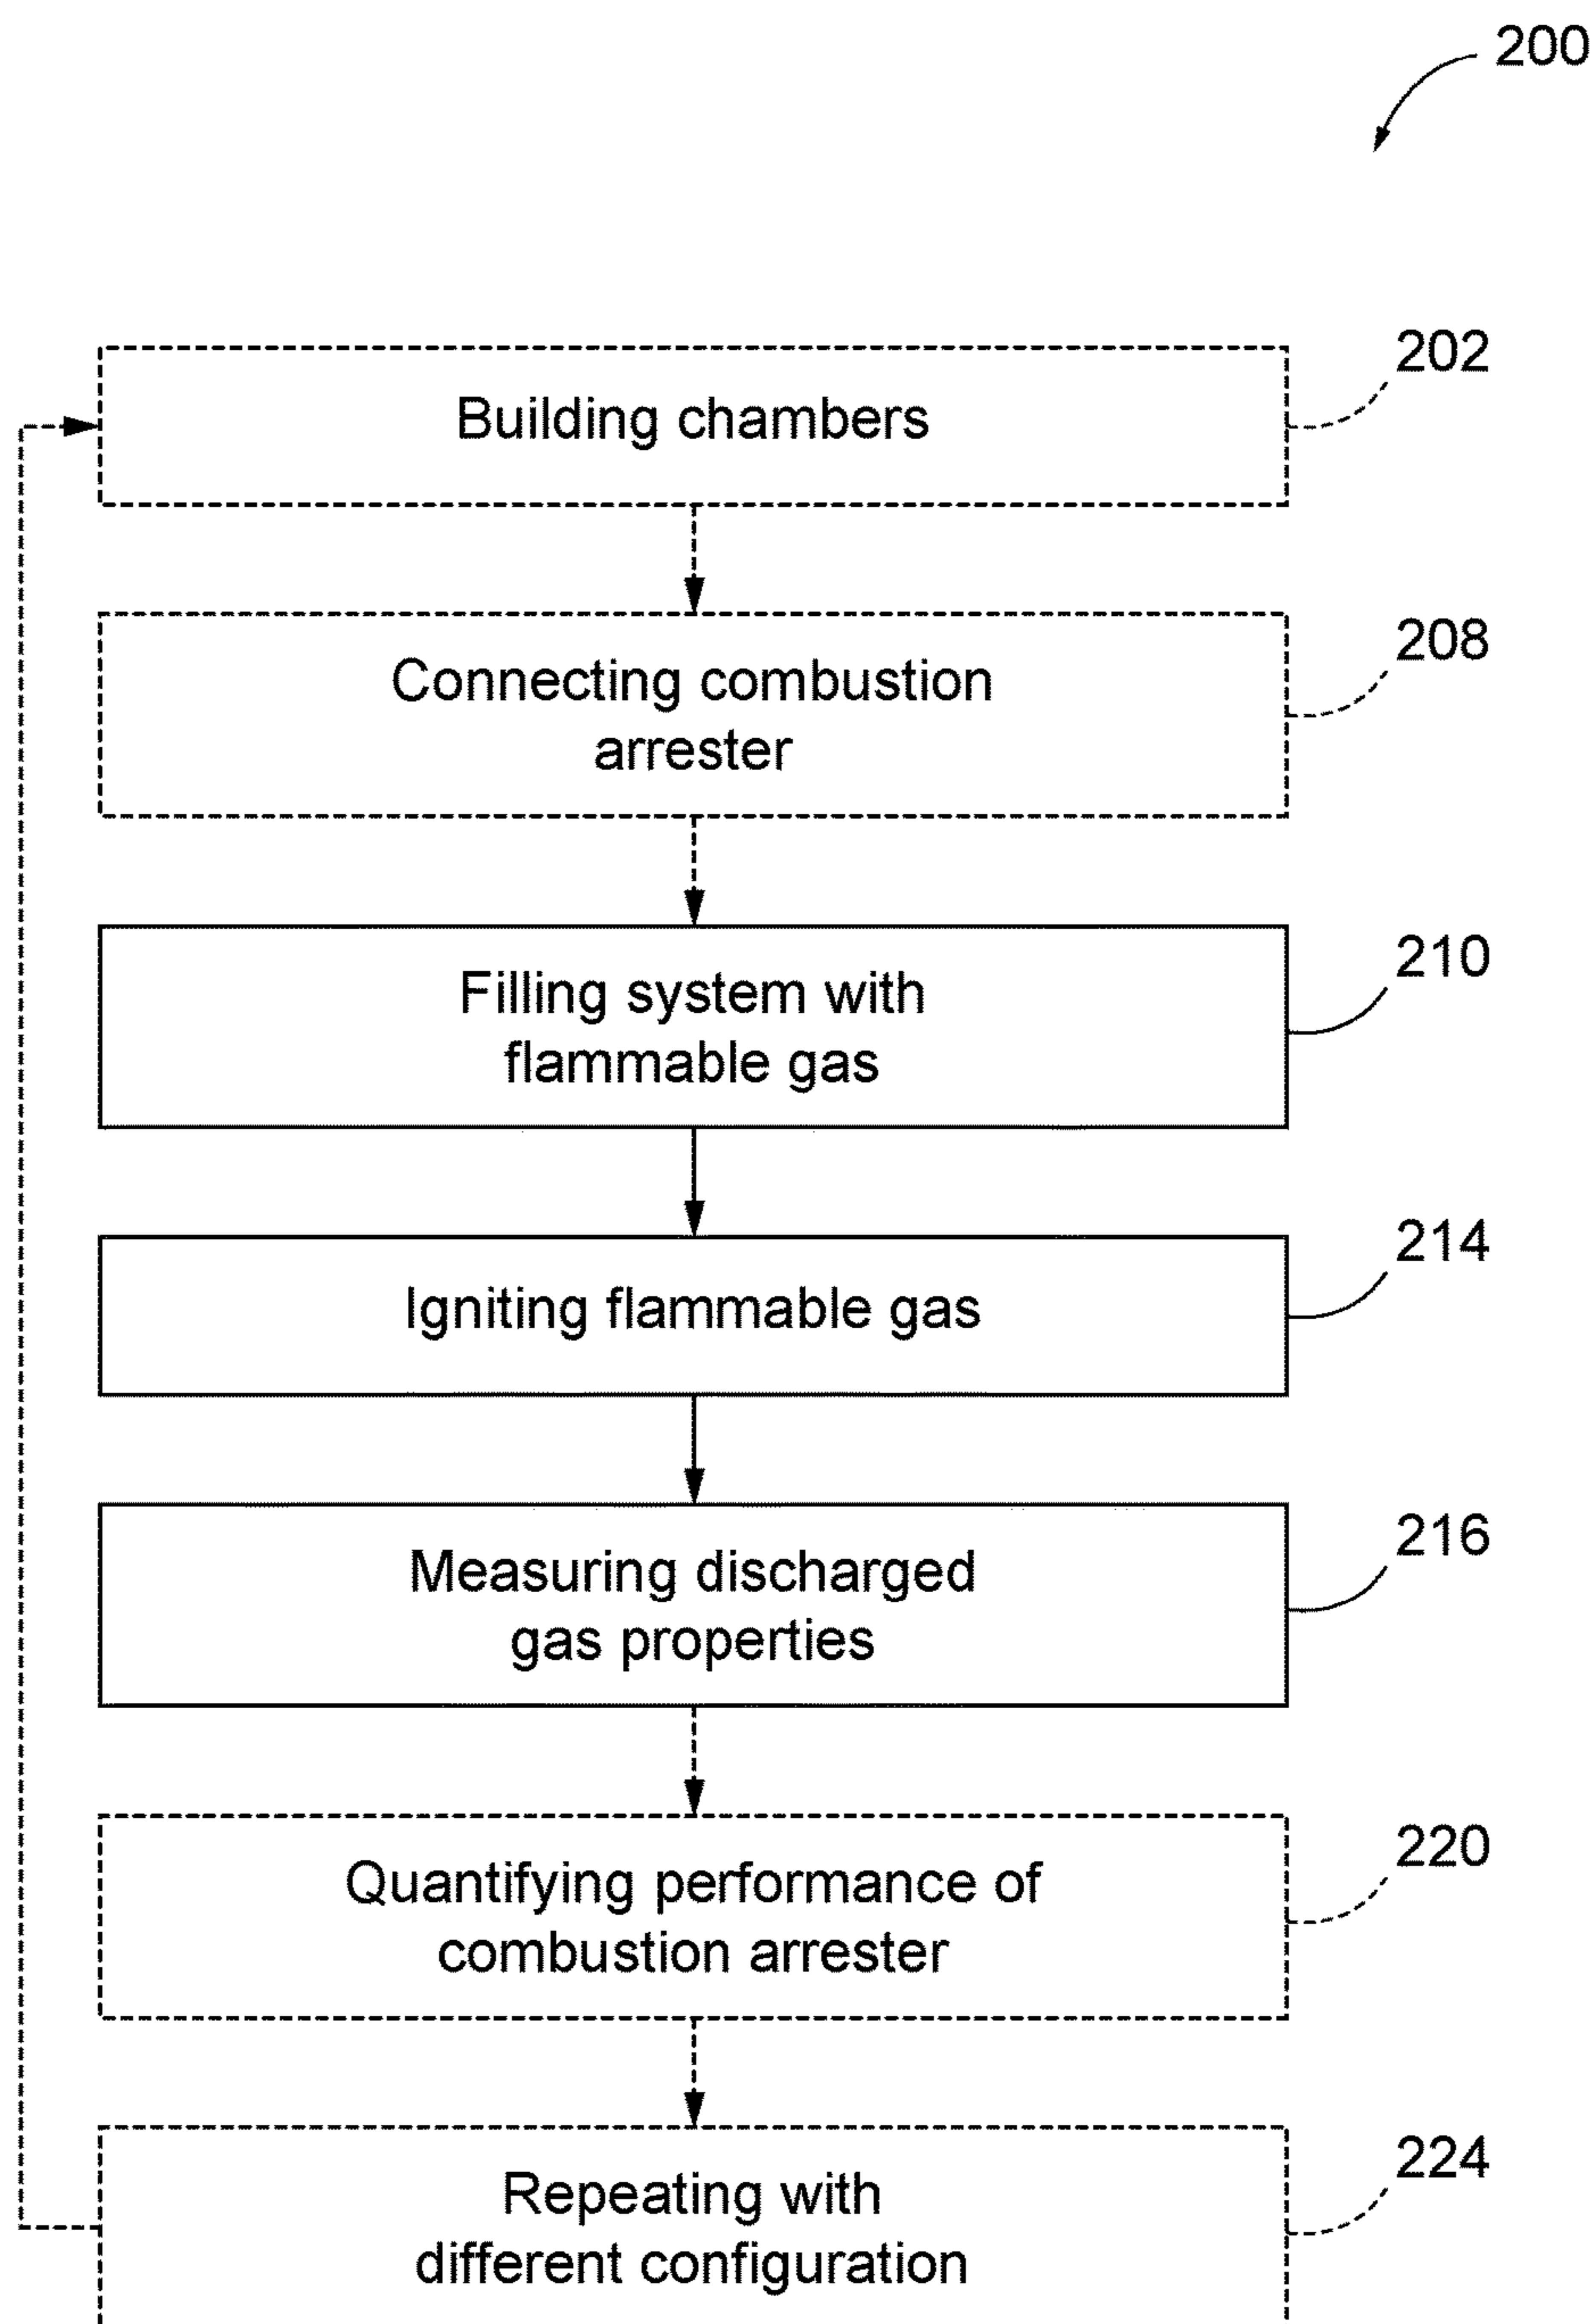 200
Building chambers
202
Connecting combustion
arrester
208
Filling system with
flammable gas
210
Igniting flammable gas
214
Measuring discharged
gas properties
216
Quantifying performance of
combustion arrester
220
Repeating with
different configuration
224